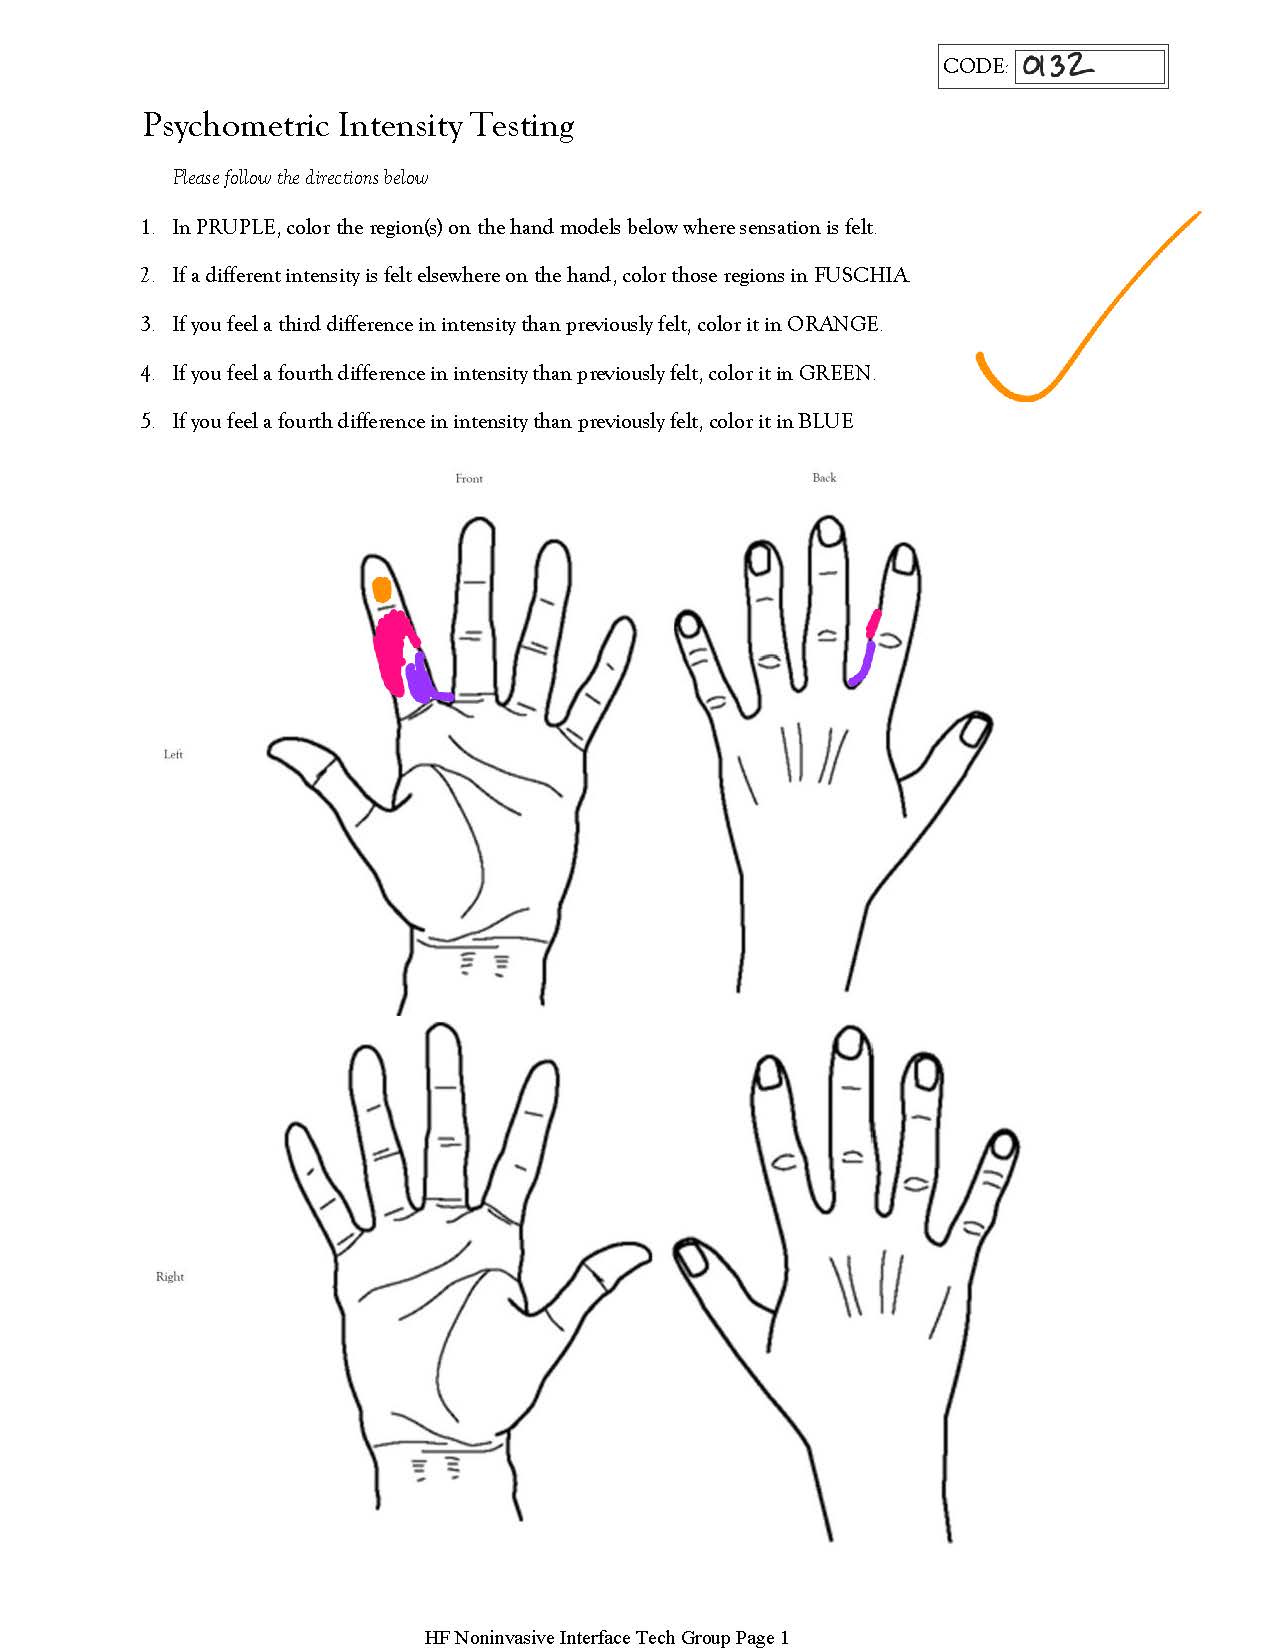 CODE: 0132
Psychometric Intensity Testing
Please follow the directions below
1. In PRUPLE, color the region(s) on the hand models below where sensation is felt.
2. If a different intensity is felt elsewhere on the hand, color those regions in FUSCHIA.
3. If you feel a third difference in intensity than previously felt, color it in ORANGE.
4. If you feel a fourth difference in intensity than previously felt, color it in GREEN.
5. If you feel a fourth difference in intensity than previously felt, color it in BLUE
Front Back
Left
Right
HF Noninvasive Interface Tech Group Page 1